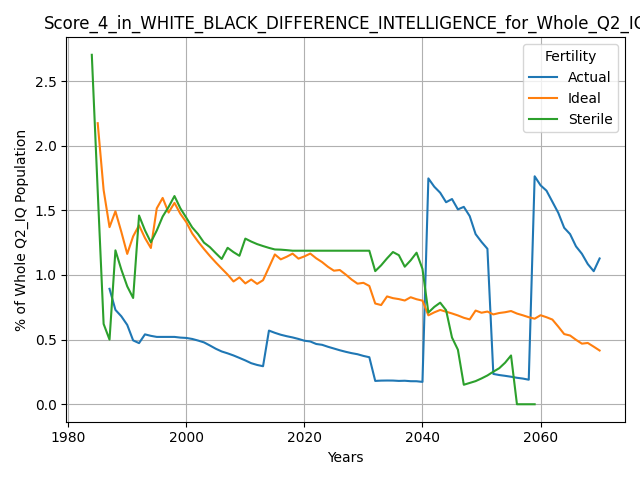 Score_4_in_WHITE_BLACK_DIFFERENCE_INTELLIGENCE_for_Whole_Q2_IQ
Fertility
Actual
Ideal
Sterile
% of Whole Q2_IQ Population
2.5
2.0
1.5
1.0
0.5
0.0
1980 2000 2020 2040 2060
Years